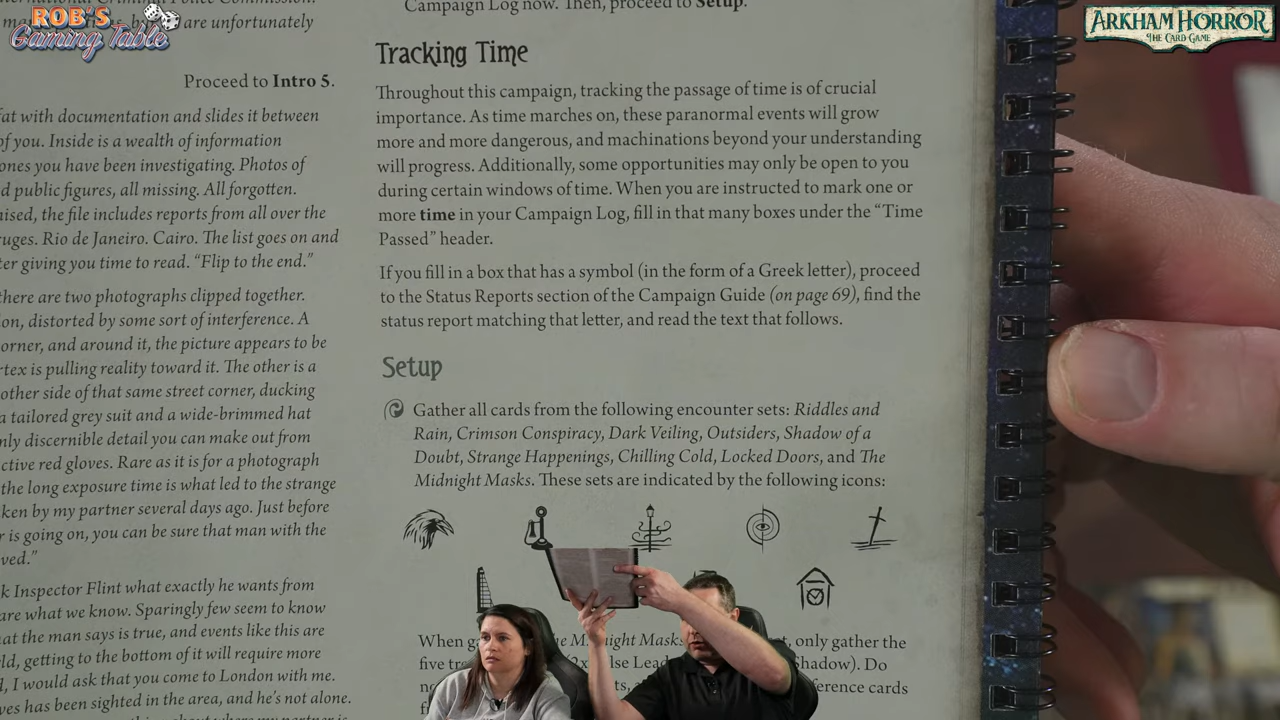 ROB'S
Gaming Table
ARKHAM HORROR
THE CARD GAME
are unfortunately
Proceed to Intro 5.
fat with documentation and slides it between
of you. Inside is a wealth of information
ones you have been investigating. Photos of
d public figures, all missing. All forgotten.
ised, the file includes reports from all over the
ruges. Rio de Janeiro. Cairo. The list goes on and
ter giving you time to read. “Flip to the end.”
there are two photographs clipped together.
on, distorted by some sort of interference. A
orner, and around it, the picture appears to be
rtex is pulling reality toward it. The other is a
other side of that same street corner, ducking
a tailored grey suit and a wide-brimmed hat
nly discernible detail you can make out from
ctive red gloves. Rare as it is for a photograph
the long exposure time is what led to the strange
ken by my partner several days ago. Just before
r is going on, you can be sure that man with the
ved.”
k Inspector Flint what exactly he wants from
are what we know. Sparingly few seem to know
at the man says is true, and events like this are
ld, getting to the bottom of it will require more
d, I would ask that you come to London with me.
ves has been sighted in the area, and he's not alone.
Campaign Log now. Then, proceed to Setup.
Tracking Time
Throughout this campaign, tracking the passage of time is of crucial
importance. As time marches on, these paranormal events will grow
more and more dangerous, and machinations beyond your understanding
will progress. Additionally, some opportunities may only be open to you
during certain windows of time. When you are instructed to mark one or
more time in your Campaign Log, fill in that many boxes under the “Time
Passed” header.
If you fill in a box that has a symbol (in the form of a Greek letter), proceed
to the Status Reports section of the Campaign Guide (on page 69), find the
status report matching that letter, and read the text that follows.
Setup
Gather all cards from the following encounter sets: Riddles and
Rain, Crimson Conspiracy, Dark Veiling, Outsiders, Shadow of a
Doubt, Strange Happenings, Chilling Cold, Locked Doors, and The
Midnight Masks. These sets are indicated by the following icons:
When he Midnight Masks only gather the
five Lead Shadow). Do
cards